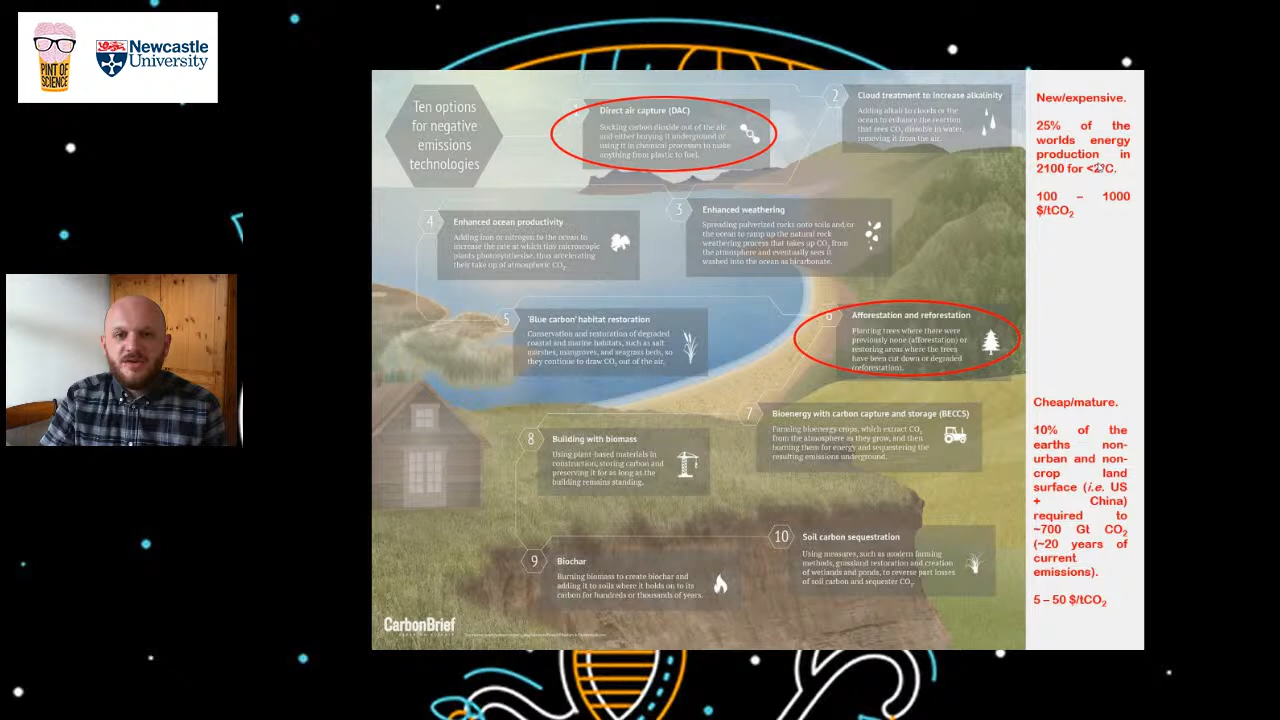 PINT OF
SCIENCE
Newcastle
University
Ten options
for negative
emissions
technologies
1
Direct air capture (DAC)
Sucking carbon dioxide out of the air
and either burying it underground or
using it in chemical processes to make
anything from plastic to fuel.
2
Cloud treatment to increase alkalinity
Adding alkali to clouds or the
ocean to enhance the reaction
that sees CO₂ dissolve in water,
removing it from the air.
3
Enhanced weathering
Spreading pulverized rocks onto soils and/or
the ocean to ramp up the natural rock
weathering process that takes up CO₂ from
the atmosphere and eventually sees it
washed into the ocean as bicarbonate.
4
Enhanced ocean productivity
Adding iron or nitrogen to the ocean to
increase the rate at which tiny microscopic
plants photosynthesise, thus accelerating
their take up of atmospheric CO₂.
5
'Blue carbon' habitat restoration
Conservation and restoration of degraded
coastal and marine habitats, such as salt
marshes, mangroves, and seagrass beds, so
they continue to draw CO₂ out of the air.
6
Afforestation and reforestation
Planting trees where there were
previously none (afforestation) or
restoring areas where the trees
have been cut down or degraded
(reforestation).
7
Bioenergy with carbon capture and storage (BECCS)
Farming bioenergy crops, which extract CO₂
from the atmosphere as they grow, and then
burning them for energy and sequestering the
resulting emissions underground.
8
Building with biomass
Using plant-based materials in
construction, storing carbon and
preserving it for as long as the
building remains standing.
9
Biochar
Burning biomass to create biochar and
adding it to soils where it holds on to its
carbon for hundreds or thousands of years.
10
Soil carbon sequestration
Using measures, such as modern farming
methods, grassland restoration and creation
of wetlands and ponds, to reverse past losses
of soil carbon and sequester CO₂.
CarbonBrief
New/expensive.
25% of the
worlds energy
production in
2100 for <2°C.
100 – 1000
$/tCO₂
Cheap/mature.
10% of the
earths non-
urban and non-
crop land
surface (i.e. US
+ China)
required to
~700 Gt CO₂
(~20 years of
current
emissions).
5 – 50 $/tCO₂